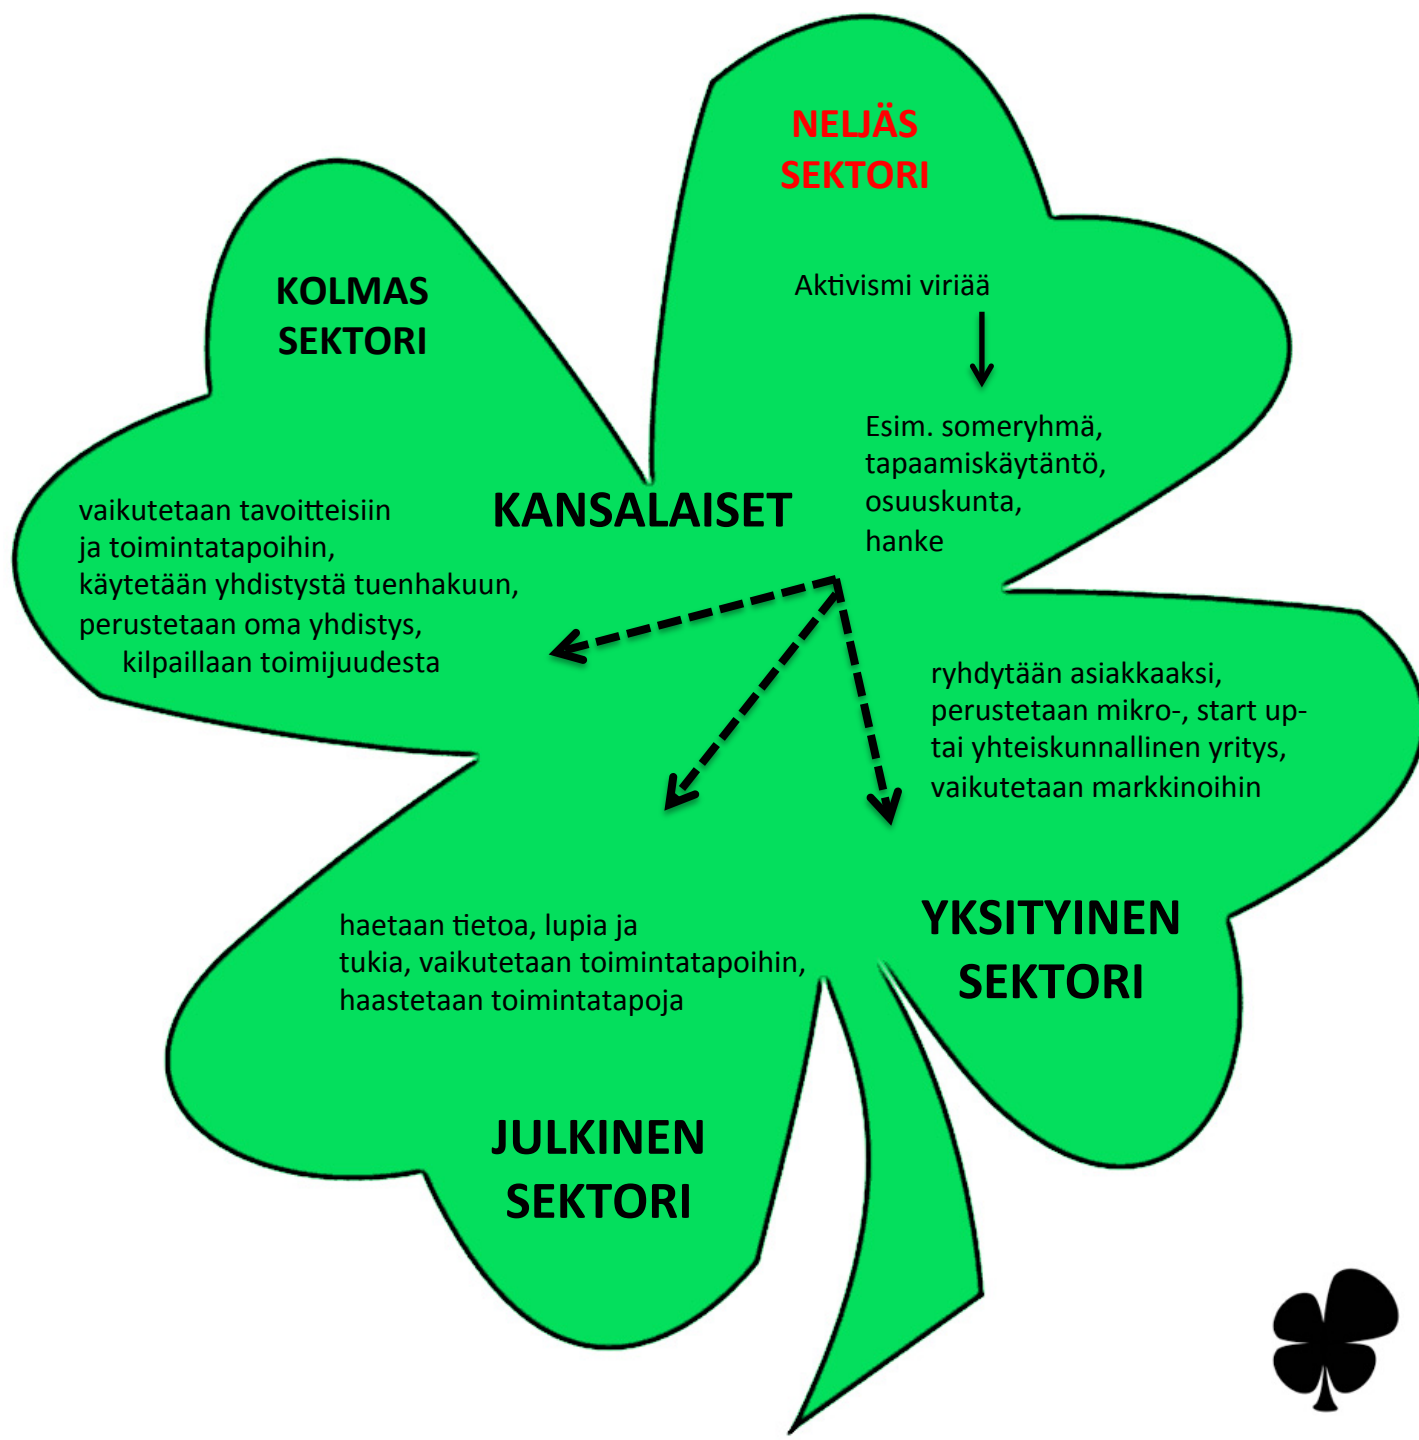 NELJÄS
SEKTORI
Aktivismi viriää
Esim. someryhmä,
tapaamiskäytäntö,
osuuskunta,
hanke
KOLMAS
SEKTORI
vaikutetaan tavoitteisiin
ja toimintatapoihin,
käytetään yhdistystä tuenhakuun,
perustetaan oma yhdistys,
kilpaillaan toimijuudesta
KANSALAISET
ryhdytään asiakkaaksi,
perustetaan mikro-, start up-
tai yhteiskunnallinen yritys,
vaikutetaan markkinoihin
YKSITYINEN
SEKTORI
haetaan tietoa, lupia ja
tukia, vaikutetaan toimintatapoihin,
haastetaan toimintatapoja
JULKINEN
SEKTORI